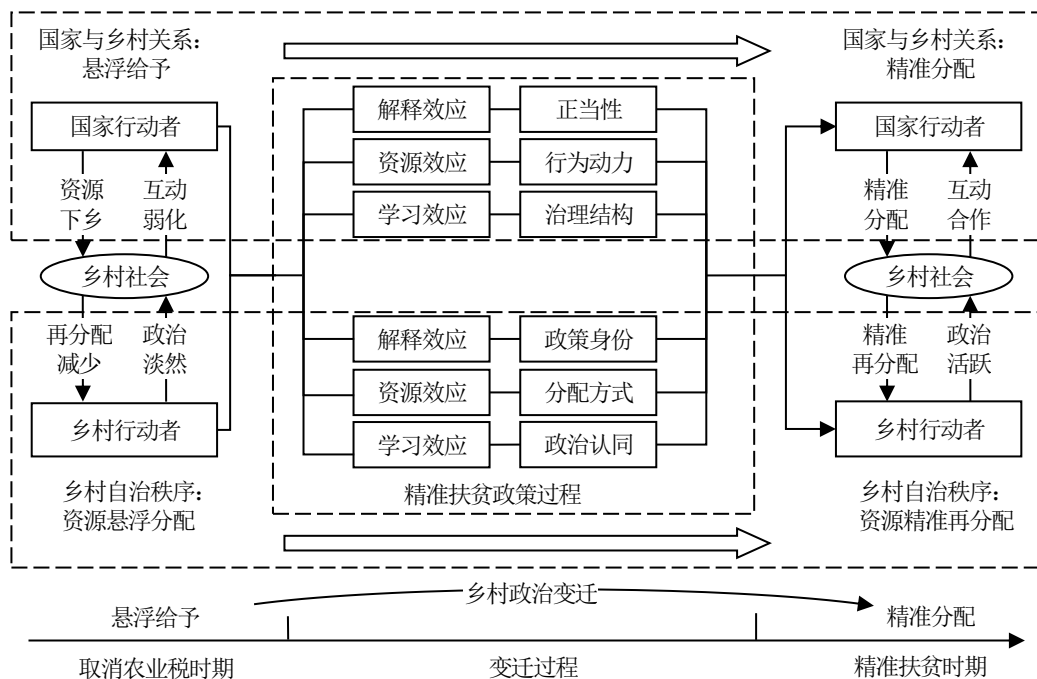 国家与乡村关系：
悬浮给予
国家与乡村关系：
精准分配
国家行动者
解释效应
正当性
国家行动者
资源效应
行为动力
资源
下乡
互动
弱化
学习效应
治理结构
精准
分配
互动
合作
乡村社会
乡村社会
再分配
减少
政治
淡然
解释效应
政策身份
精准
再分配
政治
活跃
资源效应
分配方式
乡村行动者
学习效应
政治认同
乡村行动者
精准扶贫政策过程
乡村自治秩序：
资源悬浮分配
乡村自治秩序：
资源精准再分配
乡村政治变迁
悬浮给予
精准分配
取消农业税时期
变迁过程
精准扶贫时期